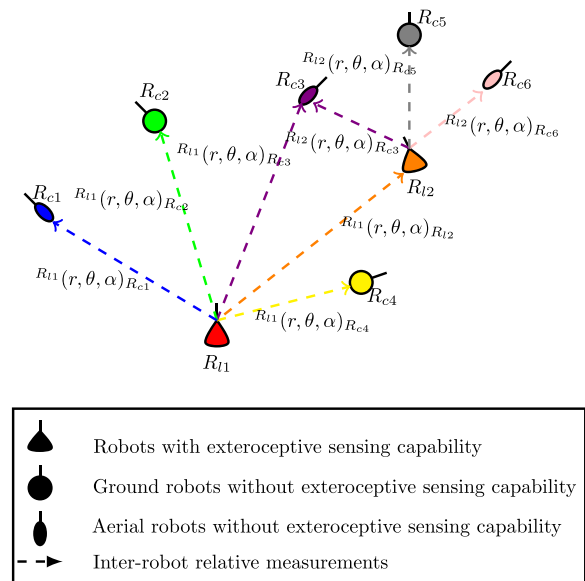 R_{c5}
_{R_{l2}}(r, θ, α)_{R_{c5}}
R_{c3}
R_{c6}
R_{c2}
_{R_{l2}}(r, θ, α)_{R_{c6}}
_{R_{l2}}(r, θ, α)_{R_{c3}}
_{R_{l1}}(r, θ, α)_{R_{c3}}
R_{l2}
R_{c1}
_{R_{l1}}(r, θ, α)_{R_{c2}}
_{R_{l1}}(r, θ, α)_{R_{l2}}
_{R_{l1}}(r, θ, α)_{R_{c1}}
R_{c4}
_{R_{l1}}(r, θ, α)_{R_{c4}}
R_{l1}
Robots with exteroceptive sensing capability
Ground robots without exteroceptive sensing capability
Aerial robots without exteroceptive sensing capability
Inter-robot relative measurements